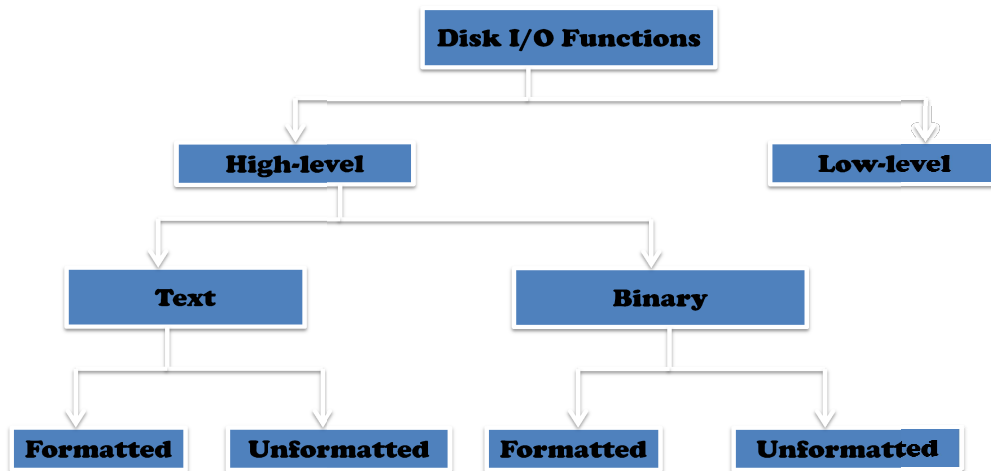 Disk I/O Functions
High-level
Low-level
Text
Binary
Formatted
Unformatted
Formatted
Unformatted